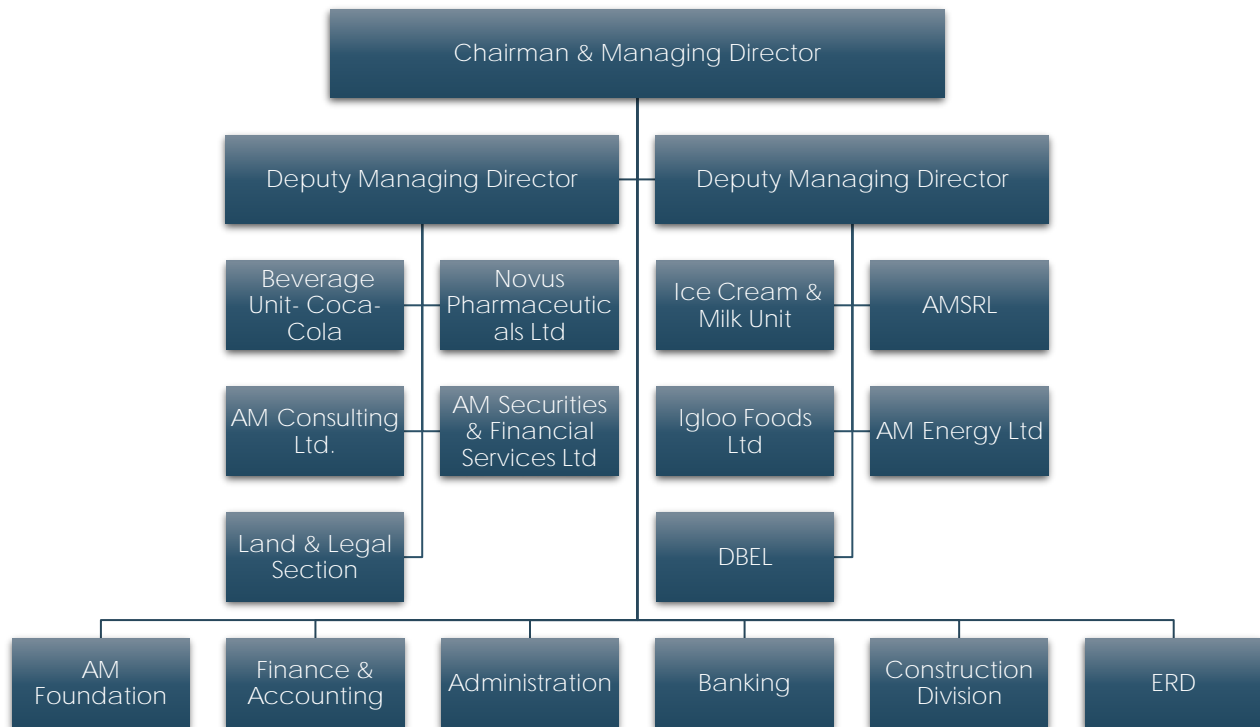 Chairman & Managing Director
Deputy Managing Director
Deputy Managing Director
Beverage
Unit- Coca-
Cola
Novus
Pharmaceutic
als Ltd
Ice Cream &
Milk Unit
AMSRL
AM Consulting
Ltd.
AM Securities
& Financial
Services Ltd
Igloo Foods
Ltd
AM Energy Ltd
Land & Legal
Section
DBEL
AM
Foundation
Finance &
Accounting
Administration
Banking
Construction
Division
ERD